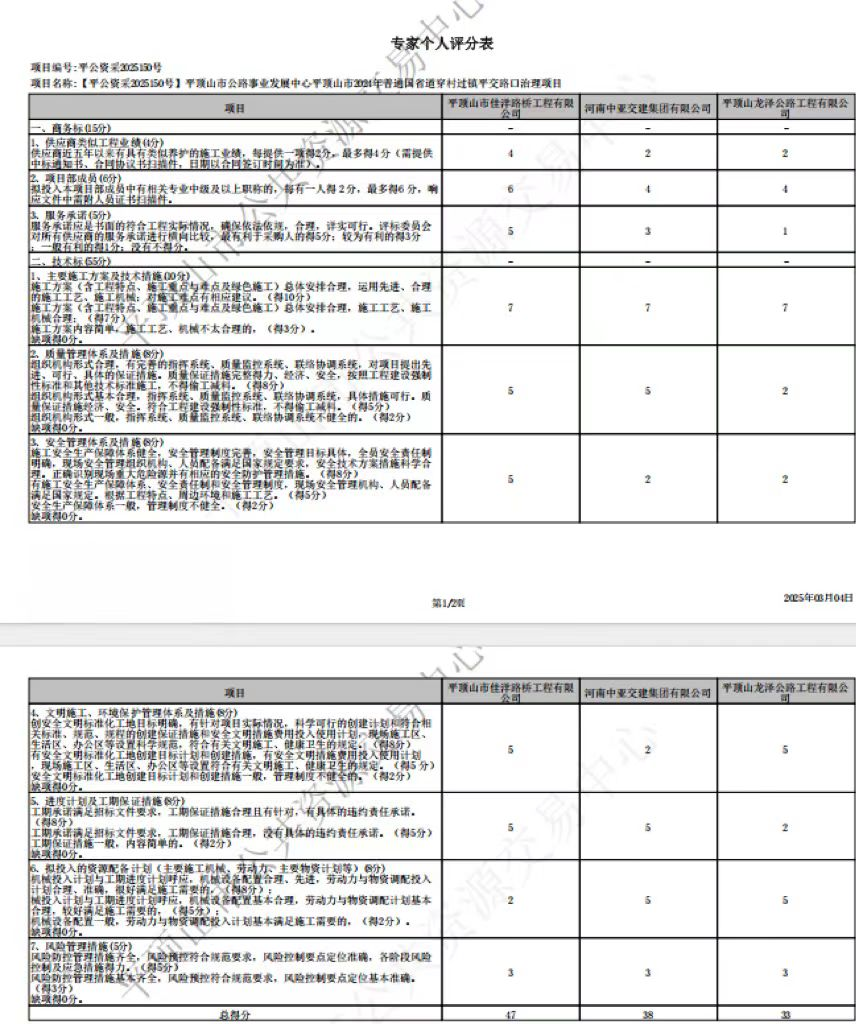 专家个人评分表
项目编号:平公资采2025150号
项目名称:【平公资采2025150号】平顶山市公路事业发展中心平顶山市2024年普通国省道穿村过镇平交路口治理项目
项目 平顶山市佳洋路桥工程有限公司 河南中亚交建集团有限公司 平顶山龙泽公路工程有限公司
一、商务标(15分) - - -
1、供应商类似工程业绩(4分)
供应商近五年以来有具有类似养护的施工业绩，每提供一项得2分，最多得4分（需提供
中标通知书、合同协议书扫描件，日期以合同签订时间为准）。
4 2 2
2、项目部成员(6分)
拟投入本项目部成员中有相关专业中级及以上职称的，每有一人得2分，最多得6分，响
应文件中需附人员证书扫描件。
6 4 4
3、服务承诺(5分)
服务承诺应是书面的符合工程实际情况，确保依法依规，合理，详实可行。评标委员会
对所有供应商的服务承诺进行横向比较，最有利于采购人的得5分；较为有利的得3分
；一般有利的得1分；没有不得分。
5 3 1
二、技术标(55分) - - -
1、主要施工方案及技术措施(10分)
施工方案（含工程特点、施工重点与难点及绿色施工）总体安排合理，运用先进、合理
的施工工艺、施工机械；对施工难点有相应建议。（得10分）
施工方案（含工程特点、施工重点与难点及绿色施工）总体安排合理，施工工艺、施工
机械合理；（得7分）
施工方案内容简单，施工工艺、机械不太合理的，（得3分）。
缺项得0分。
7 7 7
2、质量管理体系及措施(8分)
组织机构形式合理，有完善的指挥系统、质量监控系统、联络协调系统，对项目提出先
进、可行、具体的保证措施。质量保证措施完整得力、经济、安全，按照工程建设强制
性标准和其他技术标准施工，不得偷工减料。（得8分）
组织机构形式基本合理，指挥系统、质量监控系统、联络协调系统，具体措施可行。质
量保证措施经济、安全。符合工程建设强制性标准，不得偷工减料。（得5分）
组织机构形式一般，指挥系统、质量监控系统、联络协调系统不健全的。（得2分）
缺项得0分。
5 5 2
3、安全管理体系及措施(8分)
施工安全生产保障体系健全，安全管理制度完善，安全管理目标具体，全员安全责任制
明确，现场安全管理组织机构、人员配备满足国家规定要求，安全技术方案措施科学合
理。正确识别现场重大危险源并有相应的安全防护管理措施。（得8分）
有施工安全生产保障体系、安全责任制和安全管理制度，现场安全管理机构、人员配备
满足国家规定。根据工程特点、周边环境和施工工艺。（得5分）
安全生产保障体系一般，管理制度不健全。（得2分）
缺项得0分。
5 2 2
第1/2页
2025年03月04日
项目 平顶山市佳洋路桥工程有限公司 河南中亚交建集团有限公司 平顶山龙泽公路工程有限公司
4、文明施工、环境保护管理体系及措施(8分)
创安全文明标准化工地目标明确，有针对项目实际情况，科学可行的创建计划和符合相
关标准、规范、规程的创建保证措施和安全文明措施费用投入使用计划，现场施工区、
生活区、办公区等设置科学规范，符合有关文明施工、健康卫生的规定。（得8分）
有安全文明标准化工地创建目标计划和创建措施，有安全文明措施费用投入使用计划
，现场施工区、生活区、办公区等设置符合有关文明施工、健康卫生的规定。（得5分）
安全文明标准化工地创建目标计划和创建措施一般，管理制度不健全的。（得2分）
缺项得0分。
5 2 5
5、进度计划及工期保证措施(8分)
工期承诺满足招标文件要求，工期保证措施合理且有针对，有具体的违约责任承诺。
（得8分）
工期承诺满足招标文件要求，工期保证措施合理，没有具体的违约责任承诺。（得5分）
工期保证措施一般，内容简单的。（得2分）
缺项得0分。
5 5 2
6、拟投入的资源配备计划（主要施工机械、劳动力、主要物资计划等）(8分)
机械投入计划与工期进度计划呼应，机械设备配置合理、先进，劳动力与物资调配投入
计划合理、准确，很好满足施工需要的，（得8分）；
械投入计划与工期进度计划呼应，机械设备配置基本合理，劳动力与物资调配计划基本
合理，较好满足施工需要的，（得5分）；
机械设备配置一般，劳动力与物资调配投入计划基本满足施工需要的，（得2分）。
缺项得0分。
2 5 5
7、风险管理措施(5分)
风险防控管理措施齐全，风险预控符合规范要求，风险控制要点定位准确，各阶段风险
控制及应急措施得力。（得5分）
风险防控管理措施基本齐全，风险预控符合规范要求，风险控制要点定位基本准确。
（得3分）
缺项得0分。
3 3 3
总得分 47 38 33
平顶山市公共资源交易中心